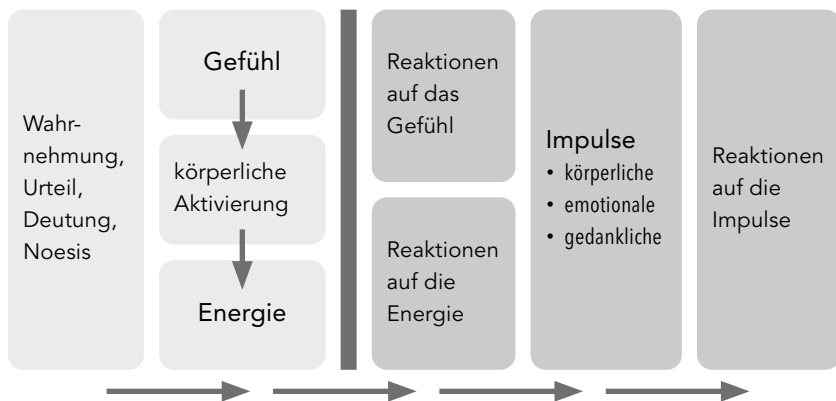 Wahr-
nehmung,
Urteil,
Deutung,
Noesis
Gefühl
körperliche
Aktivierung
Energie
Reaktionen
auf das
Gefühl
Reaktionen
auf die
Energie
Impulse
• körperliche
• emotionale
• gedankliche
Reaktionen
auf die
Impulse